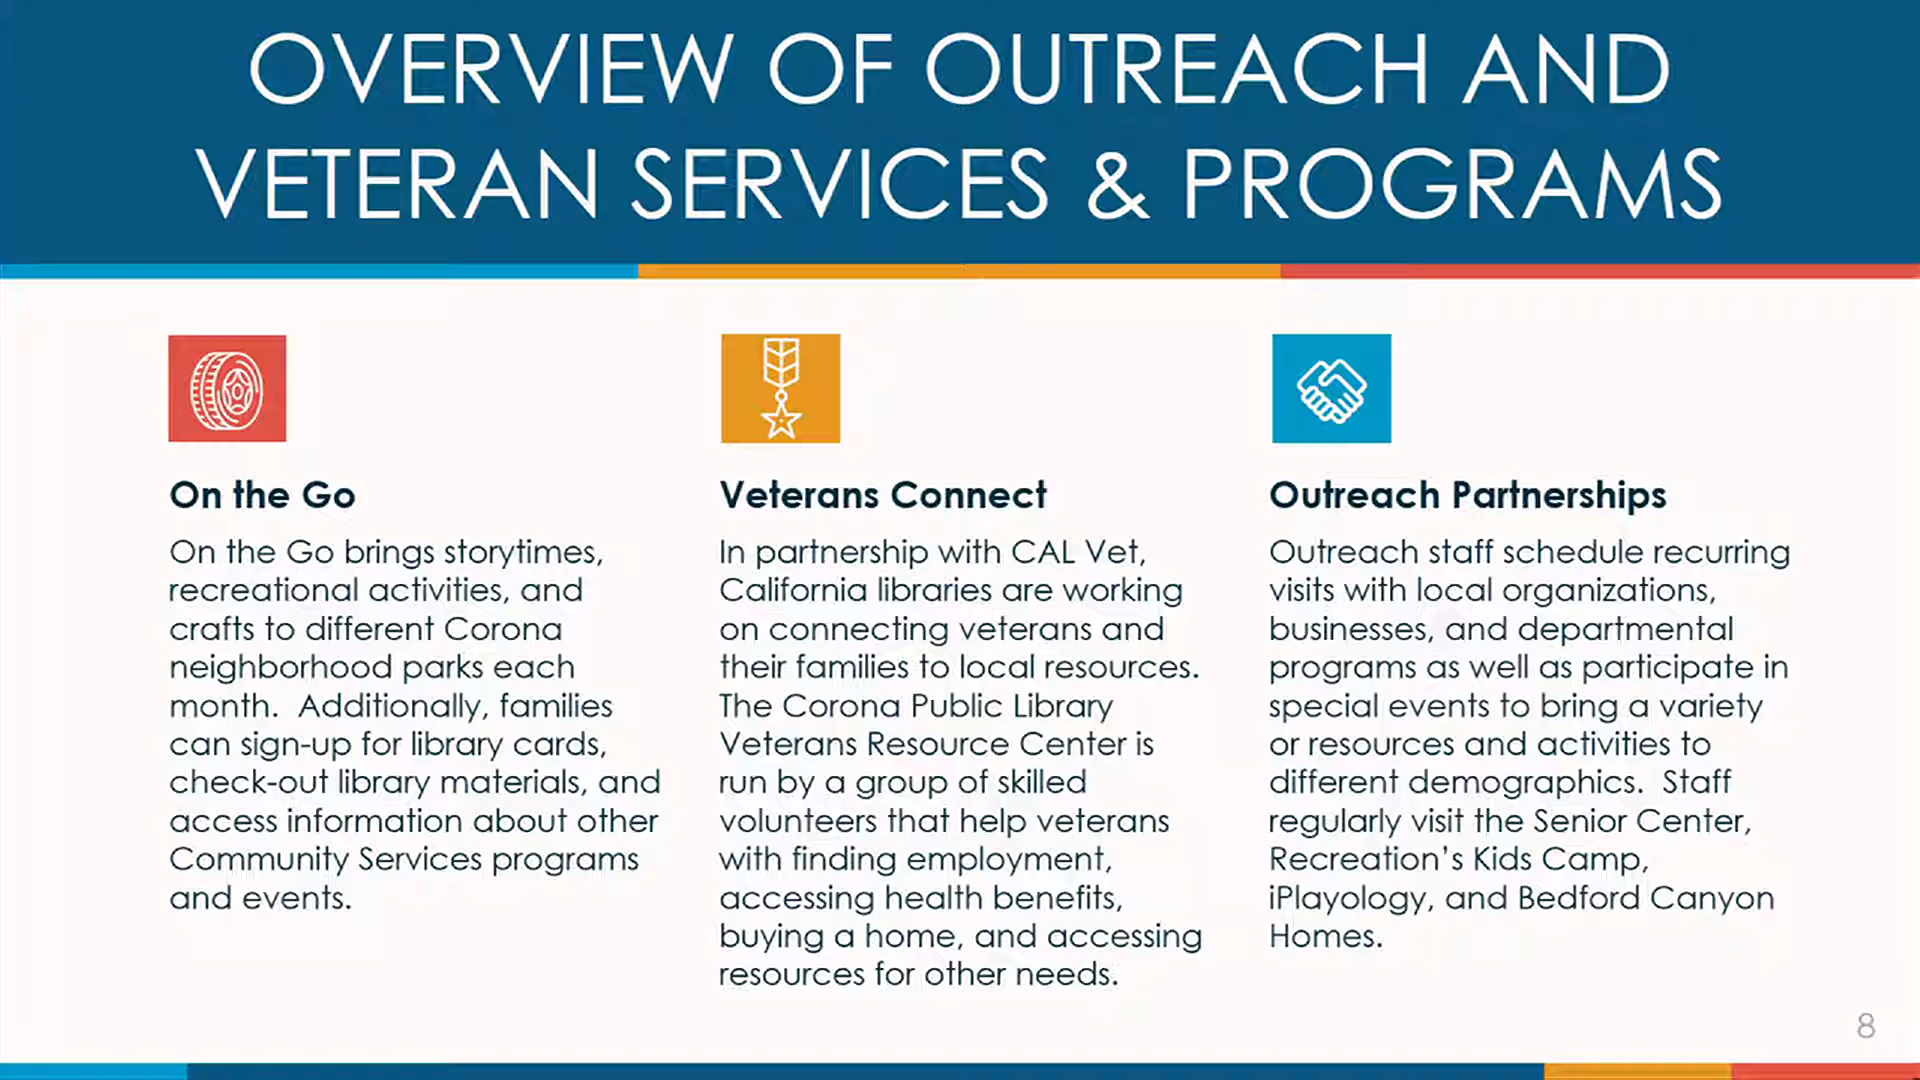 OVERVIEW OF OUTREACH AND
VETERAN SERVICES & PROGRAMS
On the Go
On the Go brings storytimes,
recreational activities, and
crafts to different Corona
neighborhood parks each
month.  Additionally, families
can sign-up for library cards,
check-out library materials, and
access information about other
Community Services programs
and events.
Veterans Connect
In partnership with CAL Vet,
California libraries are working
on connecting veterans and
their families to local resources.
The Corona Public Library
Veterans Resource Center is
run by a group of skilled
volunteers that help veterans
with finding employment,
accessing health benefits,
buying a home, and accessing
resources for other needs.
Outreach Partnerships
Outreach staff schedule recurring
visits with local organizations,
businesses, and departmental
programs as well as participate in
special events to bring a variety
or resources and activities to
different demographics.  Staff
regularly visit the Senior Center,
Recreation’s Kids Camp,
iPlayology, and Bedford Canyon
Homes.
8